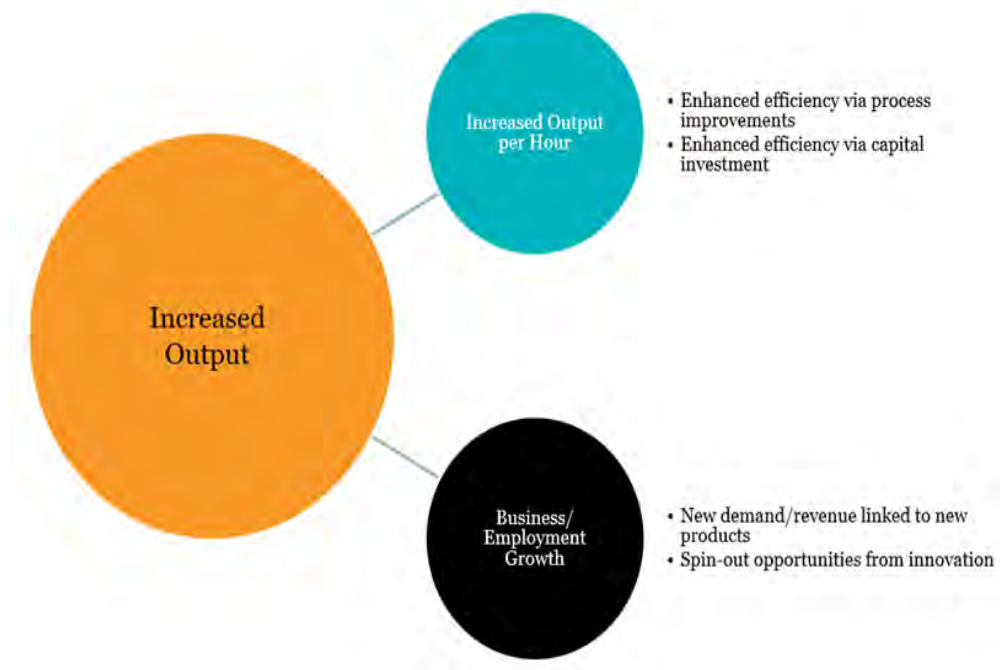 Increased Output
per Hour
• Enhanced efficiency via process
improvements
• Enhanced efficiency via capital
investment
Increased
Output
Business/
Employment
Growth
• New demand/revenue linked to new
products
• Spin-out opportunities from innovation